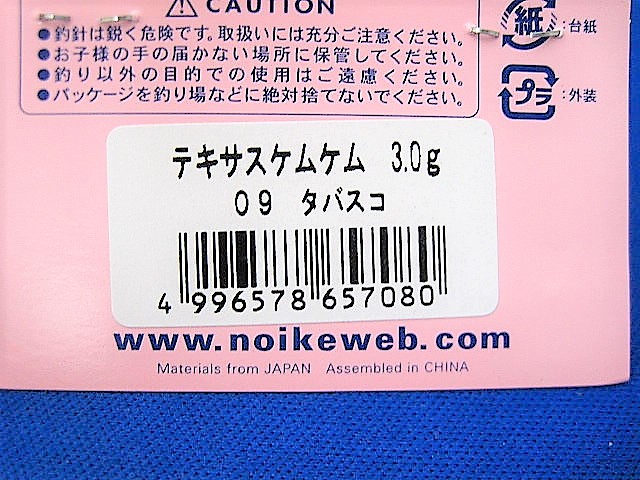 ⚠ CAUTION
●釣針は鋭く危険です。取扱いには充分ご注意ください。
●お子様の手の届かない場所に保管してください。
●釣り以外の目的での使用はご遠慮ください。
●パッケージを釣り場などに絶対捨てないでください。
紙 :台紙
プラ :外装
テキサスケムケム 3.0g
09 タバスコ
4 996578 657080
www.noikeweb.com
Materials from JAPAN Assembled in CHINA